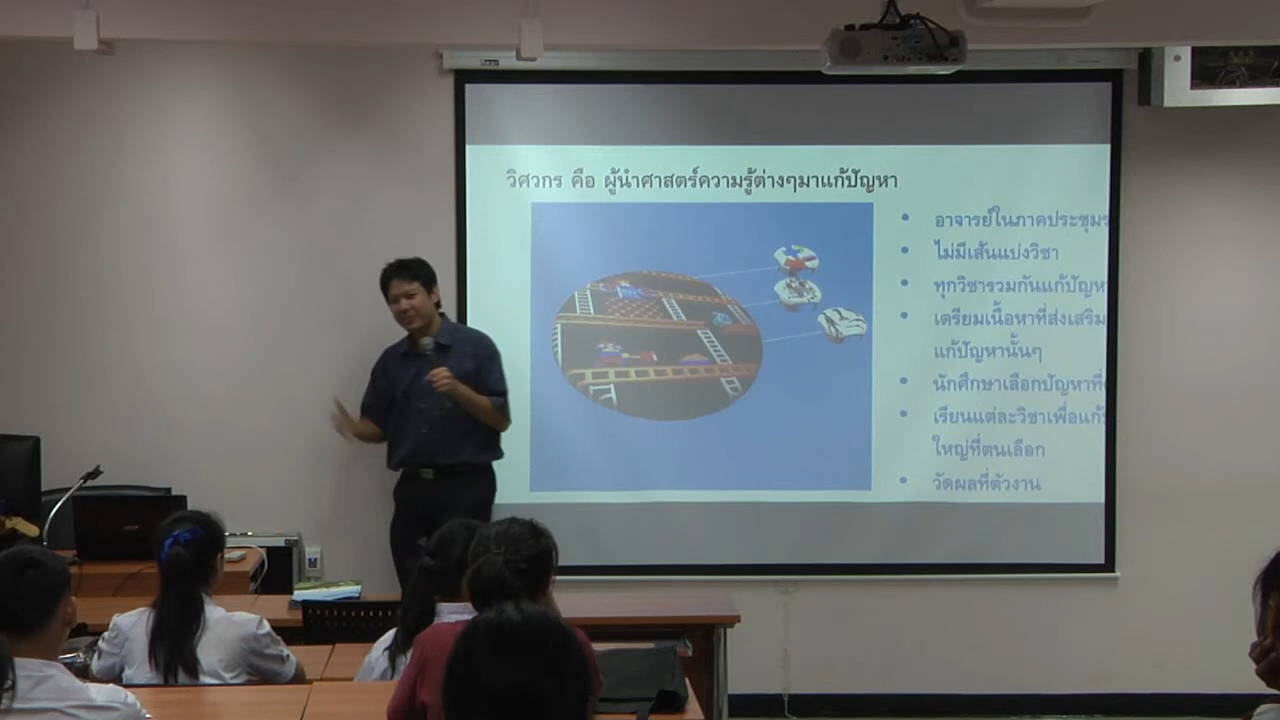 วิศวกร คือ ผู้นำศาสตร์ความรู้ต่างๆมาแก้ปัญหา
• อาจารย์ในภาคประชุมร
• ไม่มีเส้นแบ่งวิชา
• ทุกวิชารวมกันแก้ปัญห
• เตรียมเนื้อหาที่ส่งเสริม
แก้ปัญหานั้นๆ
• นักศึกษาเลือกปัญหาที่
• เรียนแต่ละวิชาเพื่อแก้
ใหญ่ที่ตนเลือก
• วัดผลที่ตัวงาน